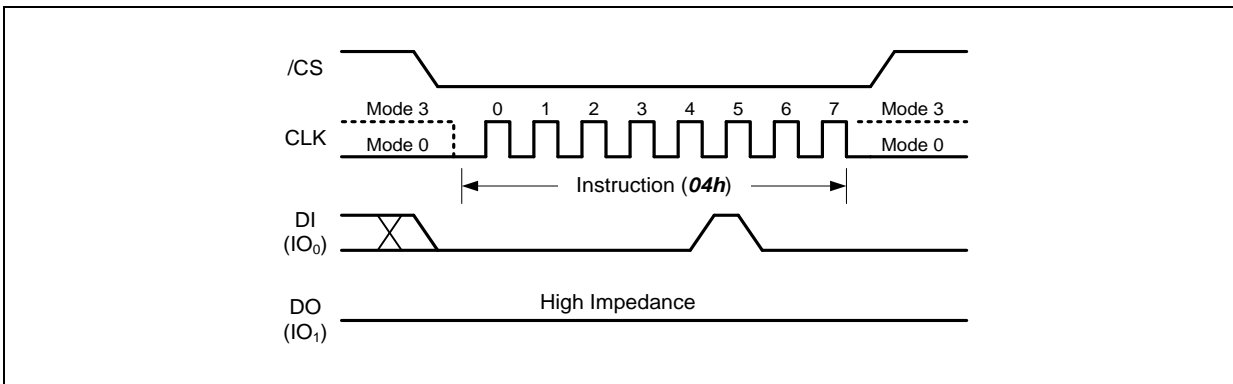 /CS
Mode 3 0 1 2 3 4 5 6 7 Mode 3
CLK
Mode 0 Mode 0
Instruction (04h)
DI
(IO₀)
High Impedance
DO
(IO₁)